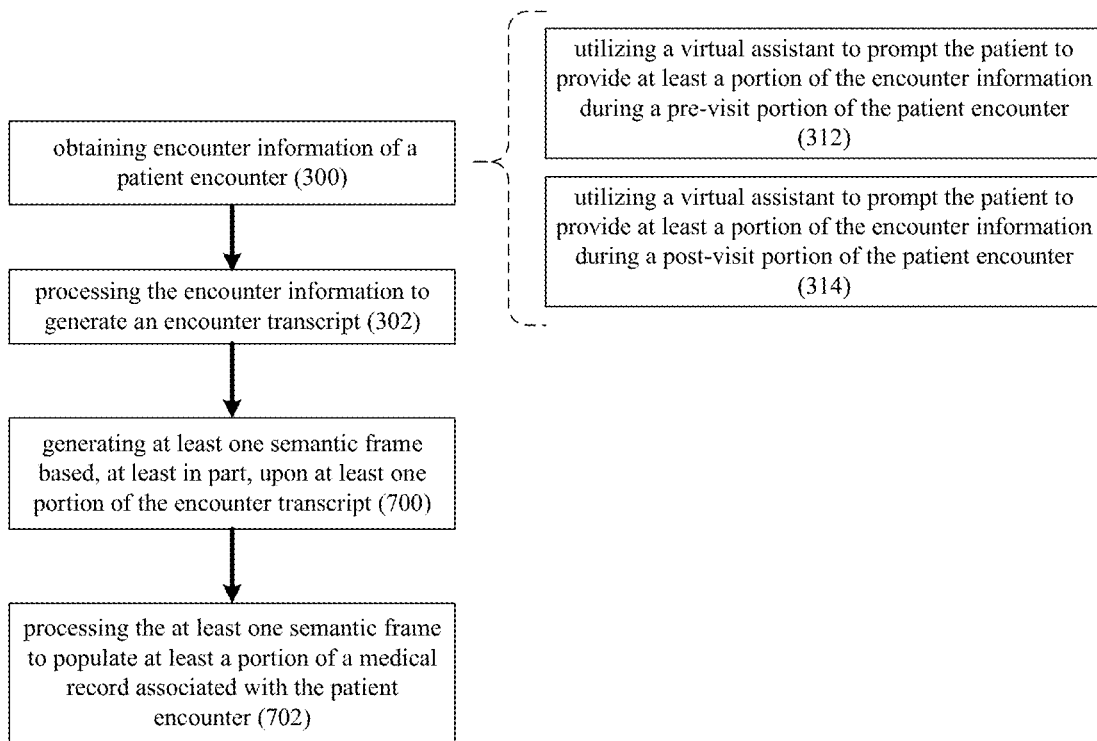 obtaining encounter information of a
patient encounter (300)
utilizing a virtual assistant to prompt the patient to
provide at least a portion of the encounter information
during a pre-visit portion of the patient encounter
(312)
utilizing a virtual assistant to prompt the patient to
provide at least a portion of the encounter information
during a post-visit portion of the patient encounter
(314)
processing the encounter information to
generate an encounter transcript (302)
generating at least one semantic frame
based, at least in part, upon at least one
portion of the encounter transcript (700)
processing the at least one semantic frame
to populate at least a portion of a medical
record associated with the patient
encounter (702)